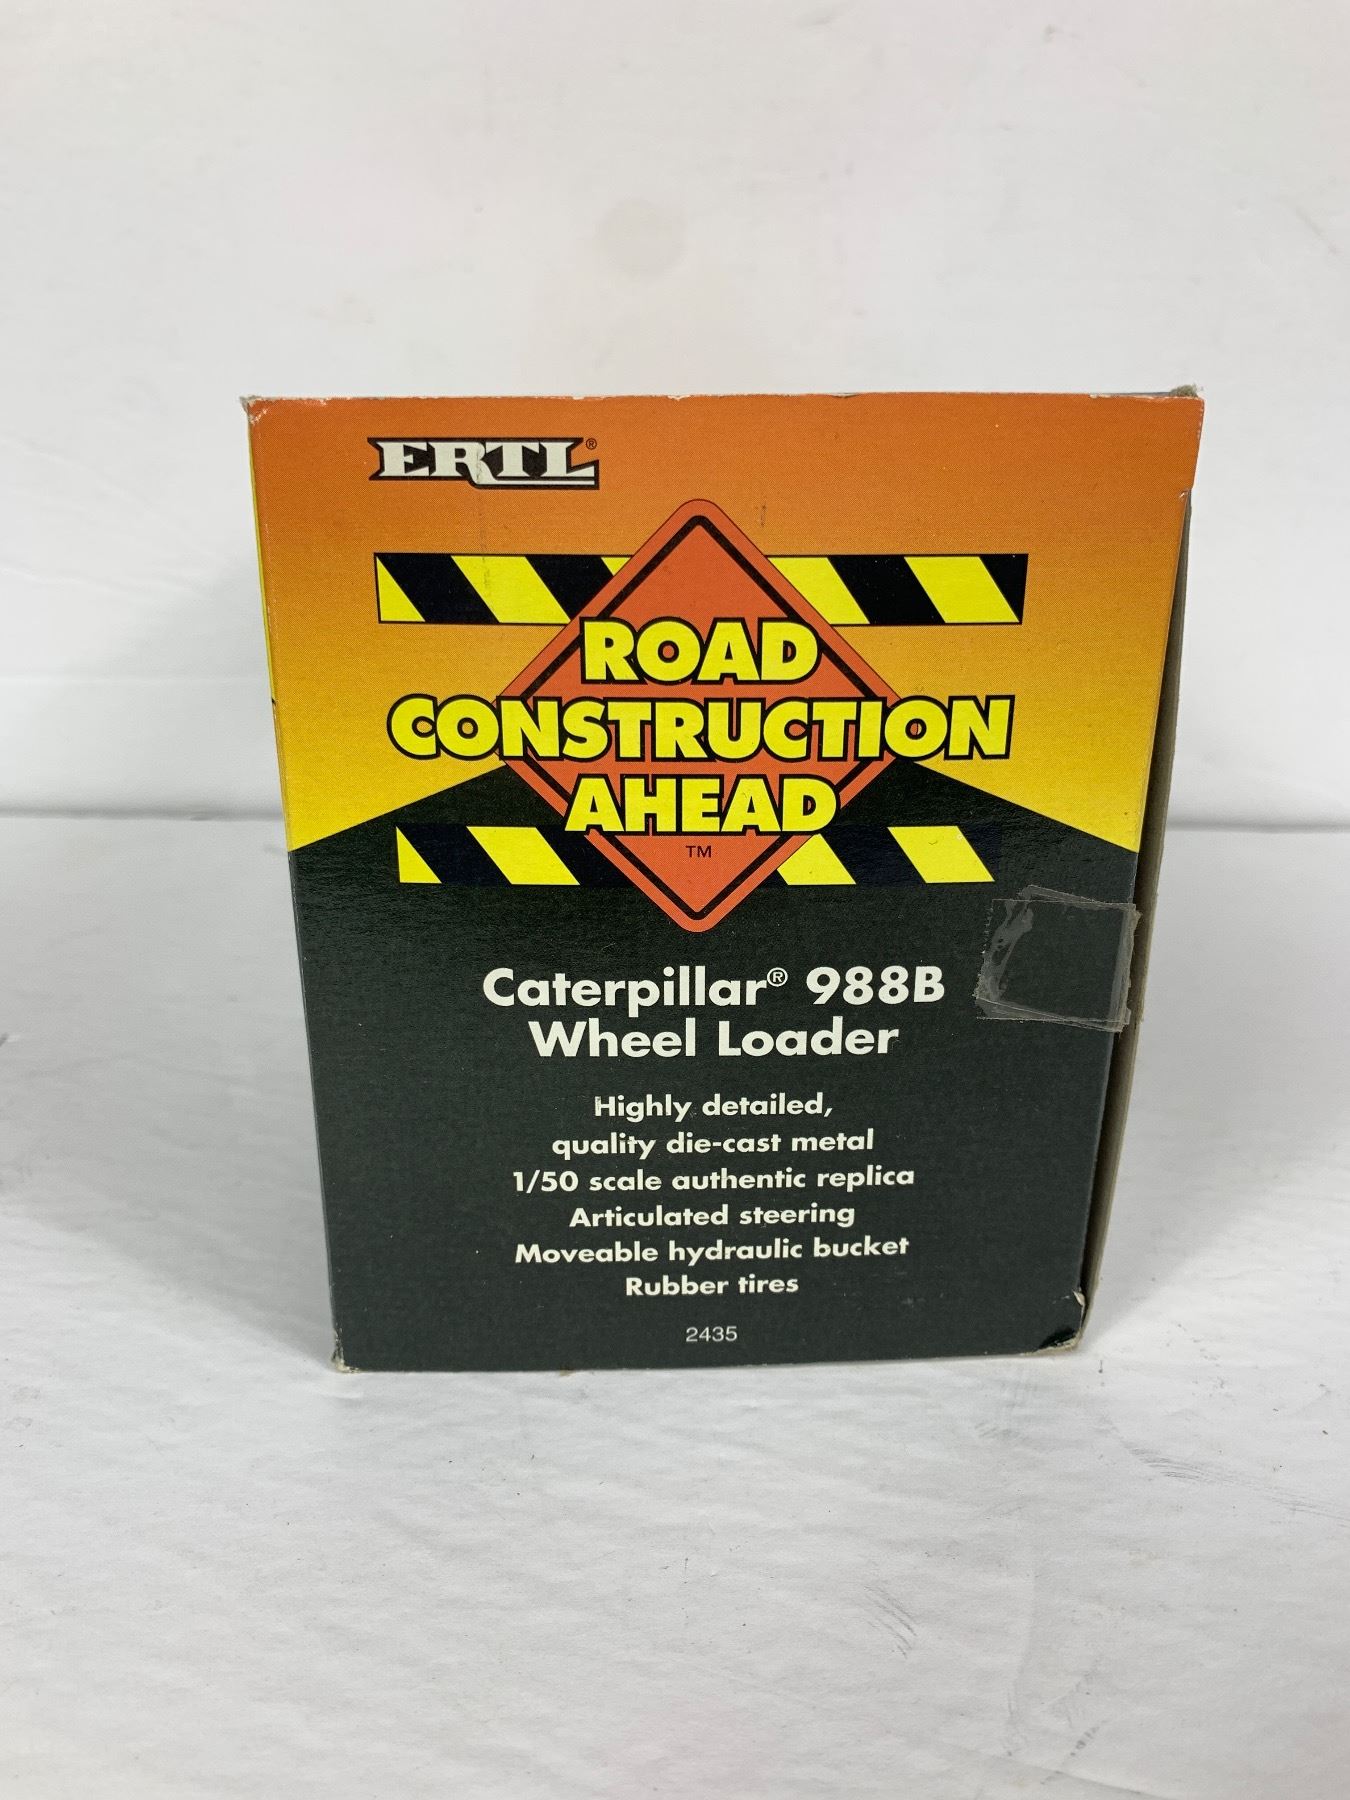 ERTL®
ROAD
CONSTRUCTION
AHEAD
TM
Caterpillar® 988B
Wheel Loader
Highly detailed,
quality die-cast metal
1/50 scale authentic replica
Articulated steering
Moveable hydraulic bucket
Rubber tires
2435